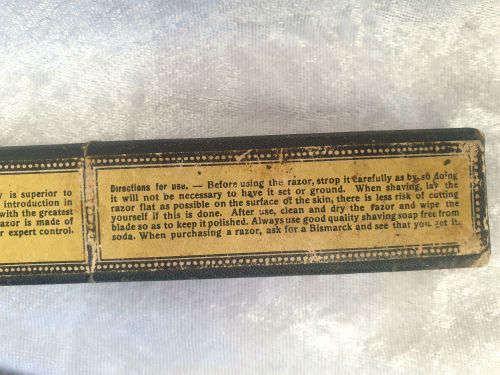 y is superior to
introduction in
with the greatest
azor is made of
r expert control.
Directions for use. — Before using the razor, strop it carefully as by so doing
it will not be necessary to have it set or ground. When shaving, lay the
razor flat as possible on the surface of the skin, there is less risk of cutting
yourself if this is done. After use, clean and dry the razor and wipe the
blade so as to keep it polished. Always use good quality shaving soap free from
soda. When purchasing a razor, ask for a Bismarck and see that you get it.